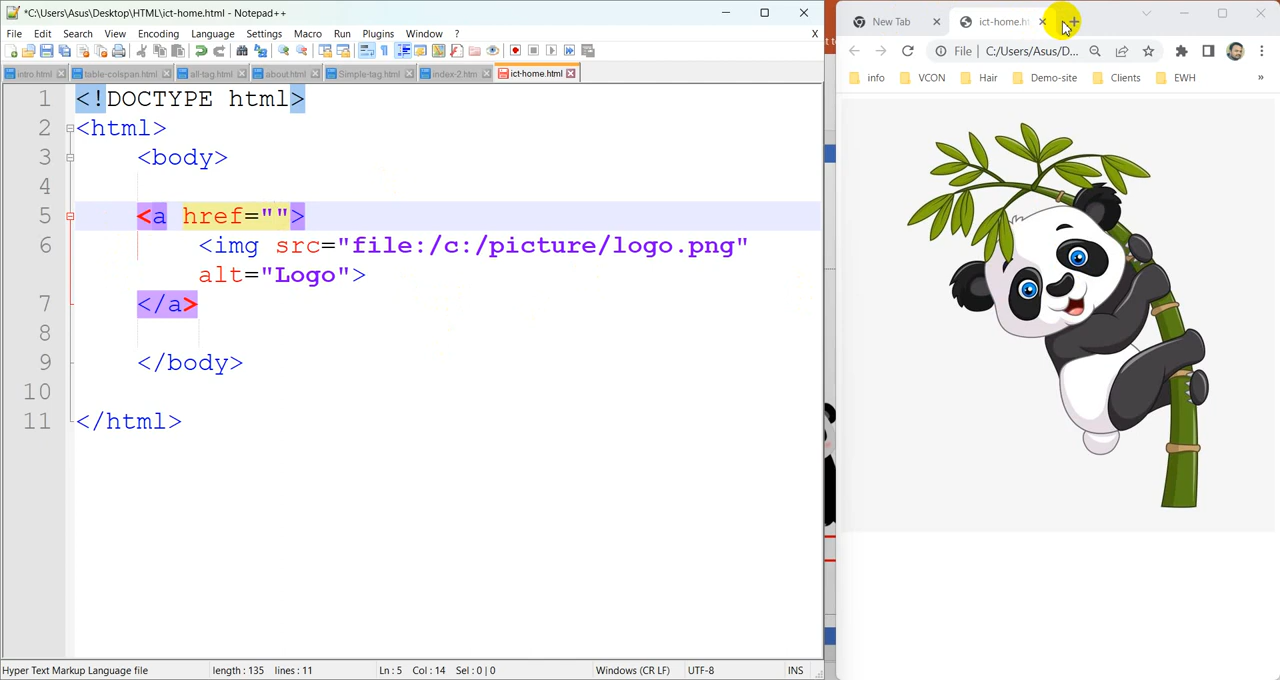 *C:\Users\Asus\Desktop\HTML\ict-home.html - Notepad++
File Edit Search View Encoding Language Settings Tools Macro Run Plugins Window ? X
intro.html table-colspan.html all-tag.html about.html Simple-tag.html index-2.htm ict-home.html
1 <!DOCTYPE html>
2 <html>
3 <body>
4
5 <a href="">
6 <img src="file:/c:/picture/logo.png"
alt="Logo">
7 </a>
8
9 </body>
10
11 </html>
Hyper Text Markup Language file length : 135 lines : 11 Ln : 5 Col : 14 Sel : 0 | 0 Windows (CR LF) UTF-8 INS
New Tab ict-home.h
File C:/Users/Asus/D...
info VCON Hair Demo-site Clients EWH »